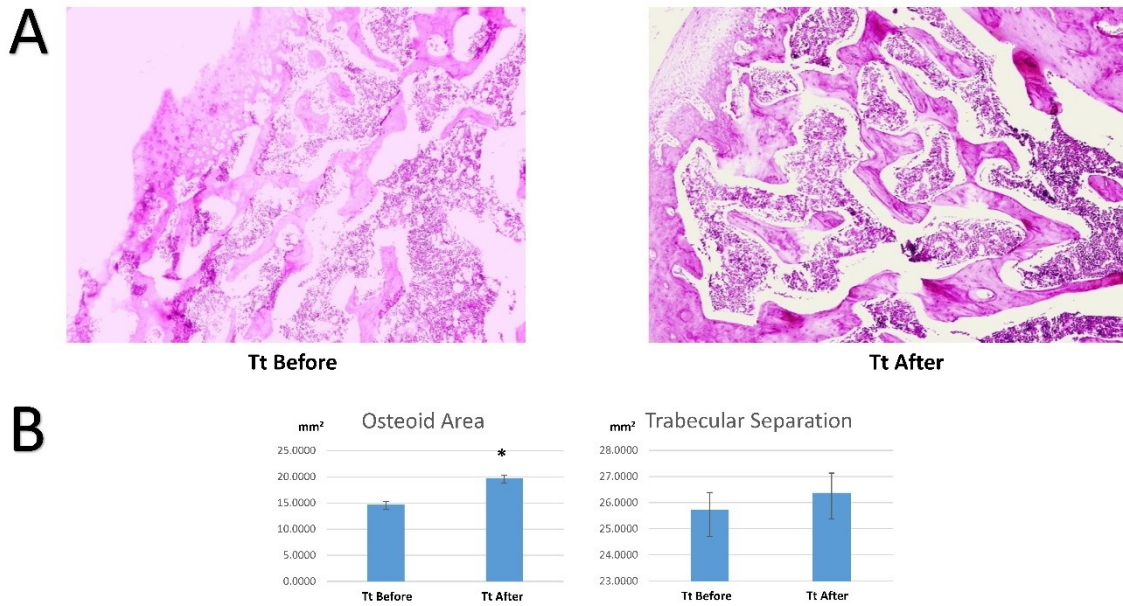 A
Tt Before
Tt After
B
Osteoid Area
mm²
25.0000
*
20.0000
15.0000
10.0000
5.0000
0.0000
Tt Before
Tt After
Trabecular Separation
mm²
28.0000
27.0000
26.0000
25.0000
24.0000
23.0000
Tt Before
Tt After